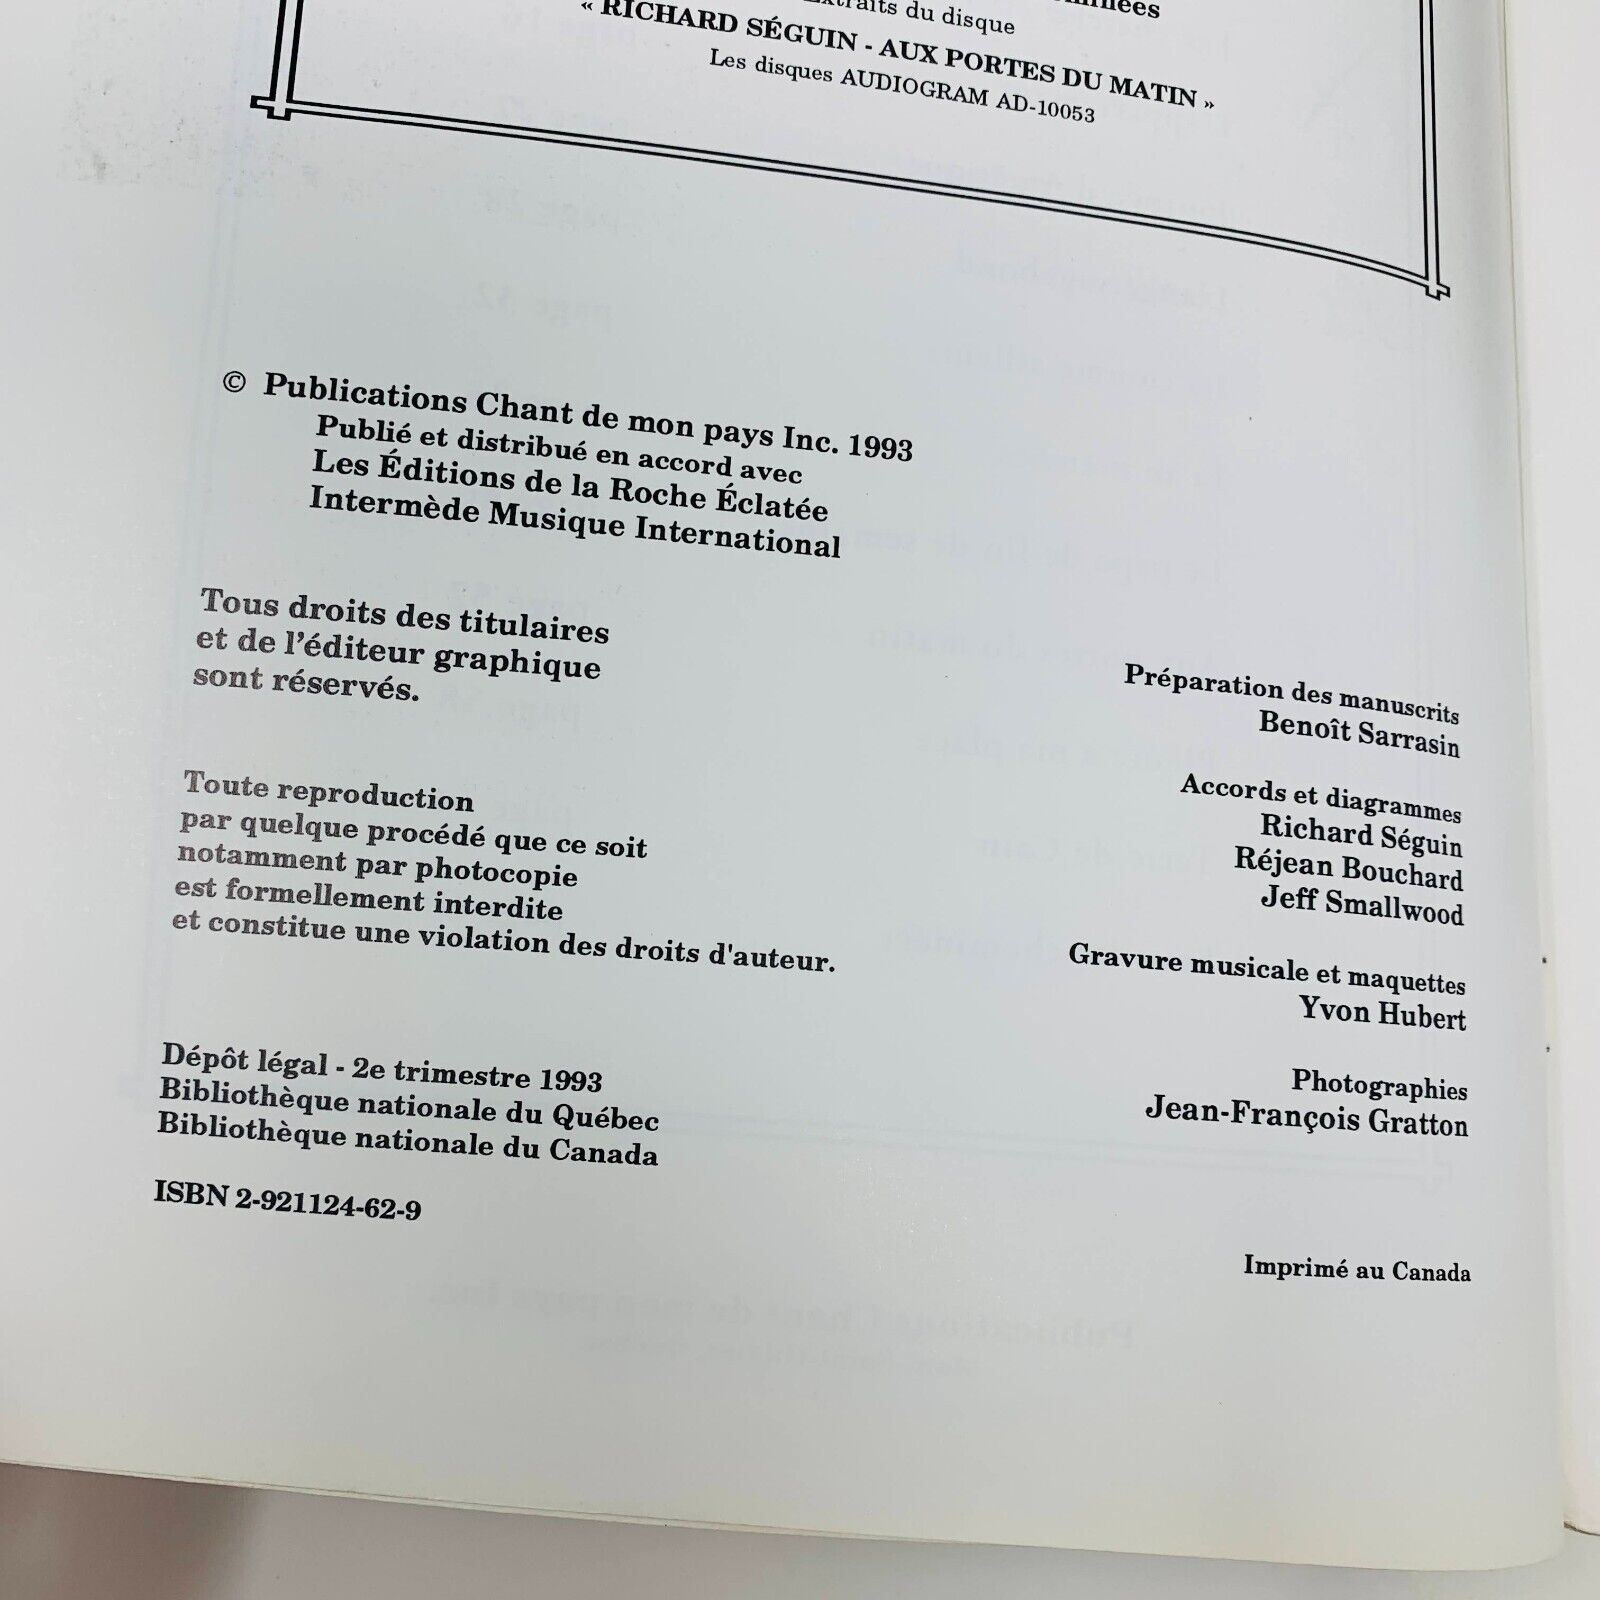 du disque
« RICHARD SÉGUIN - AUX PORTES DU MATIN »
Les disques AUDIOGRAM AD-10053
© Publications Chant de mon pays Inc. 1993
Publié et distribué en accord avec
Les Éditions de la Roche Éclatée
Intermède Musique International
Tous droits des titulaires
et de l'éditeur graphique
sont réservés.
Toute reproduction
par quelque procédé que ce soit
notamment par photocopie
est formellement interdite
et constitue une violation des droits d'auteur.
Dépôt légal - 2e trimestre 1993
Bibliothèque nationale du Québec
Bibliothèque nationale du Canada
ISBN 2-921124-62-9
Préparation des manuscrits
Benoît Sarrasin
Accords et diagrammes
Richard Séguin
Réjean Bouchard
Jeff Smallwood
Gravure musicale et maquettes
Yvon Hubert
Photographies
Jean-François Gratton
Imprimé au Canada